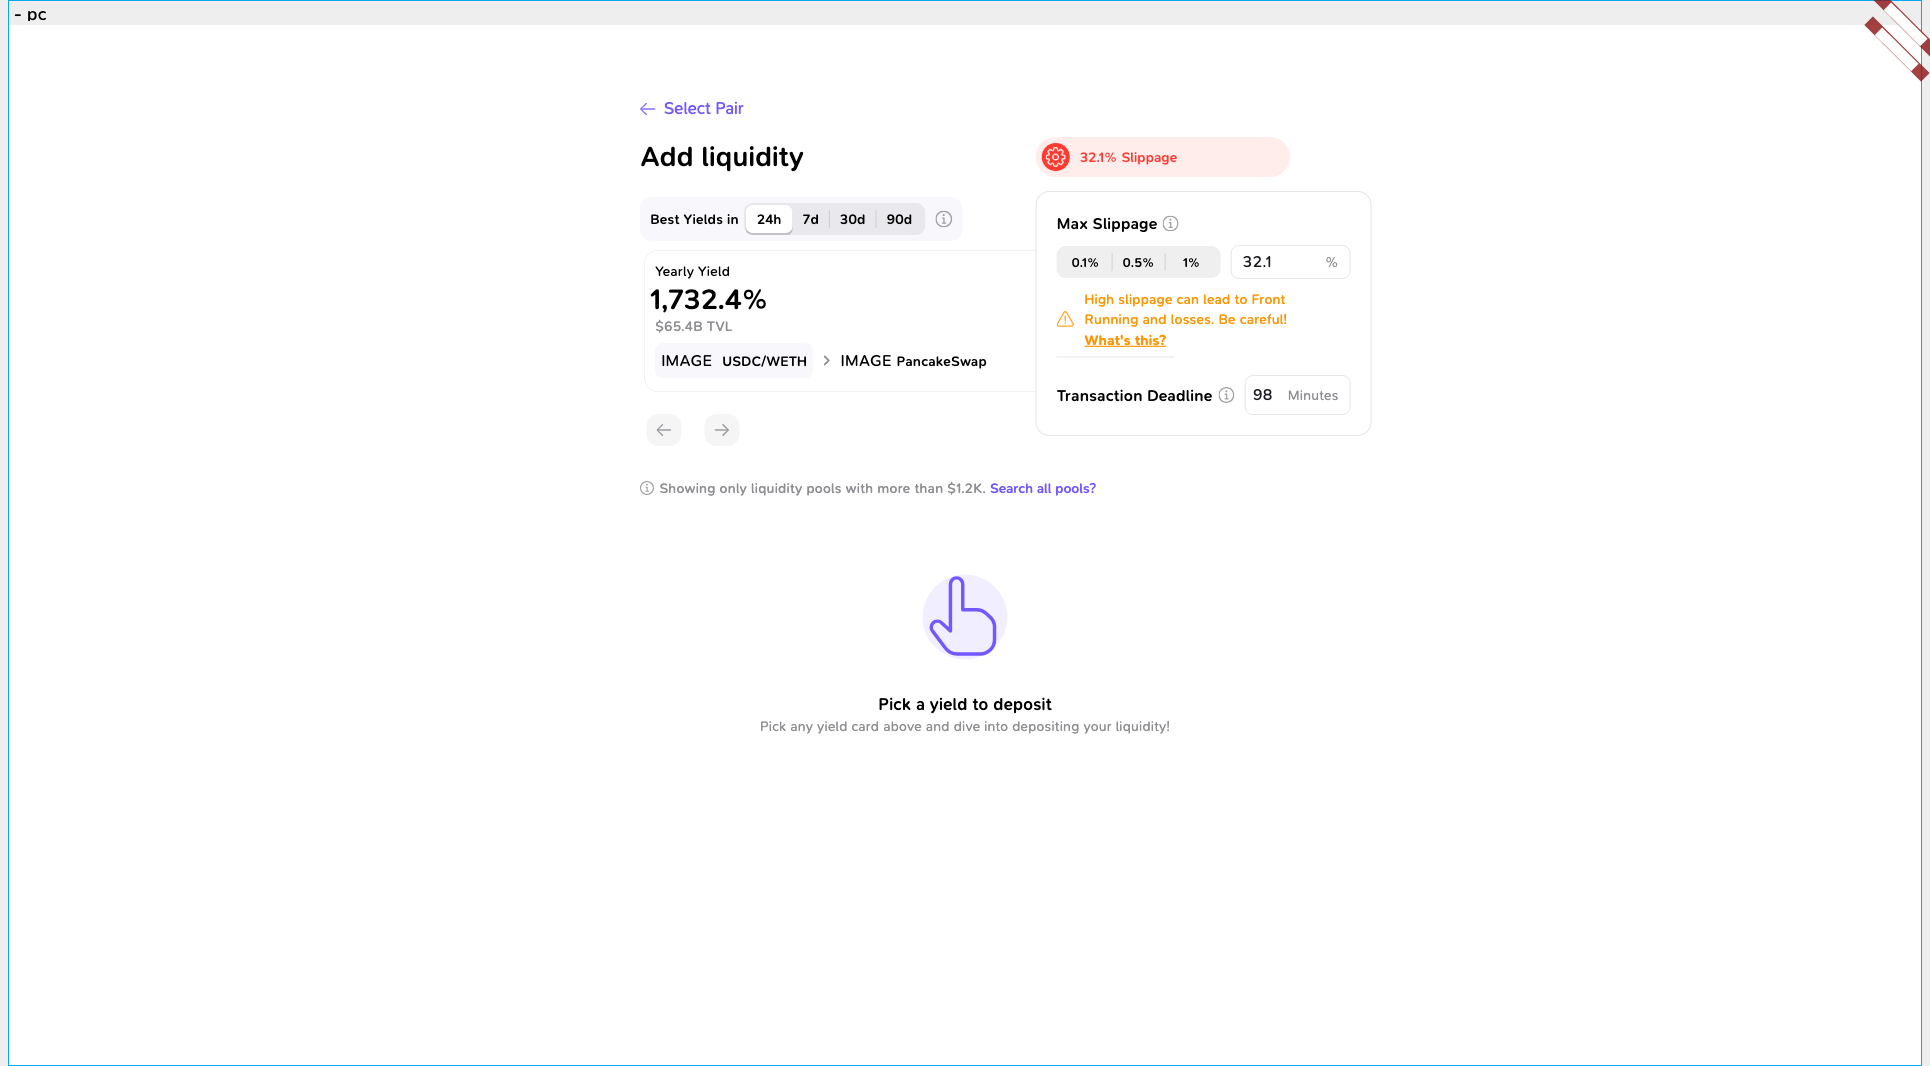 - pc
Select Pair
Add liquidity
32.1% Slippage
Best Yields in 24h 7d 30d 90d
Max Slippage
0.1% 0.5% 1% 32.1 %
High slippage can lead to Front
Running and losses. Be careful!
What's this?
Transaction Deadline 98 Minutes
Yearly Yield
1,732.4%
$65.4B TVL
IMAGE USDC/WETH IMAGE PancakeSwap
Showing only liquidity pools with more than $1.2K. Search all pools?
Pick a yield to deposit
Pick any yield card above and dive into depositing your liquidity!